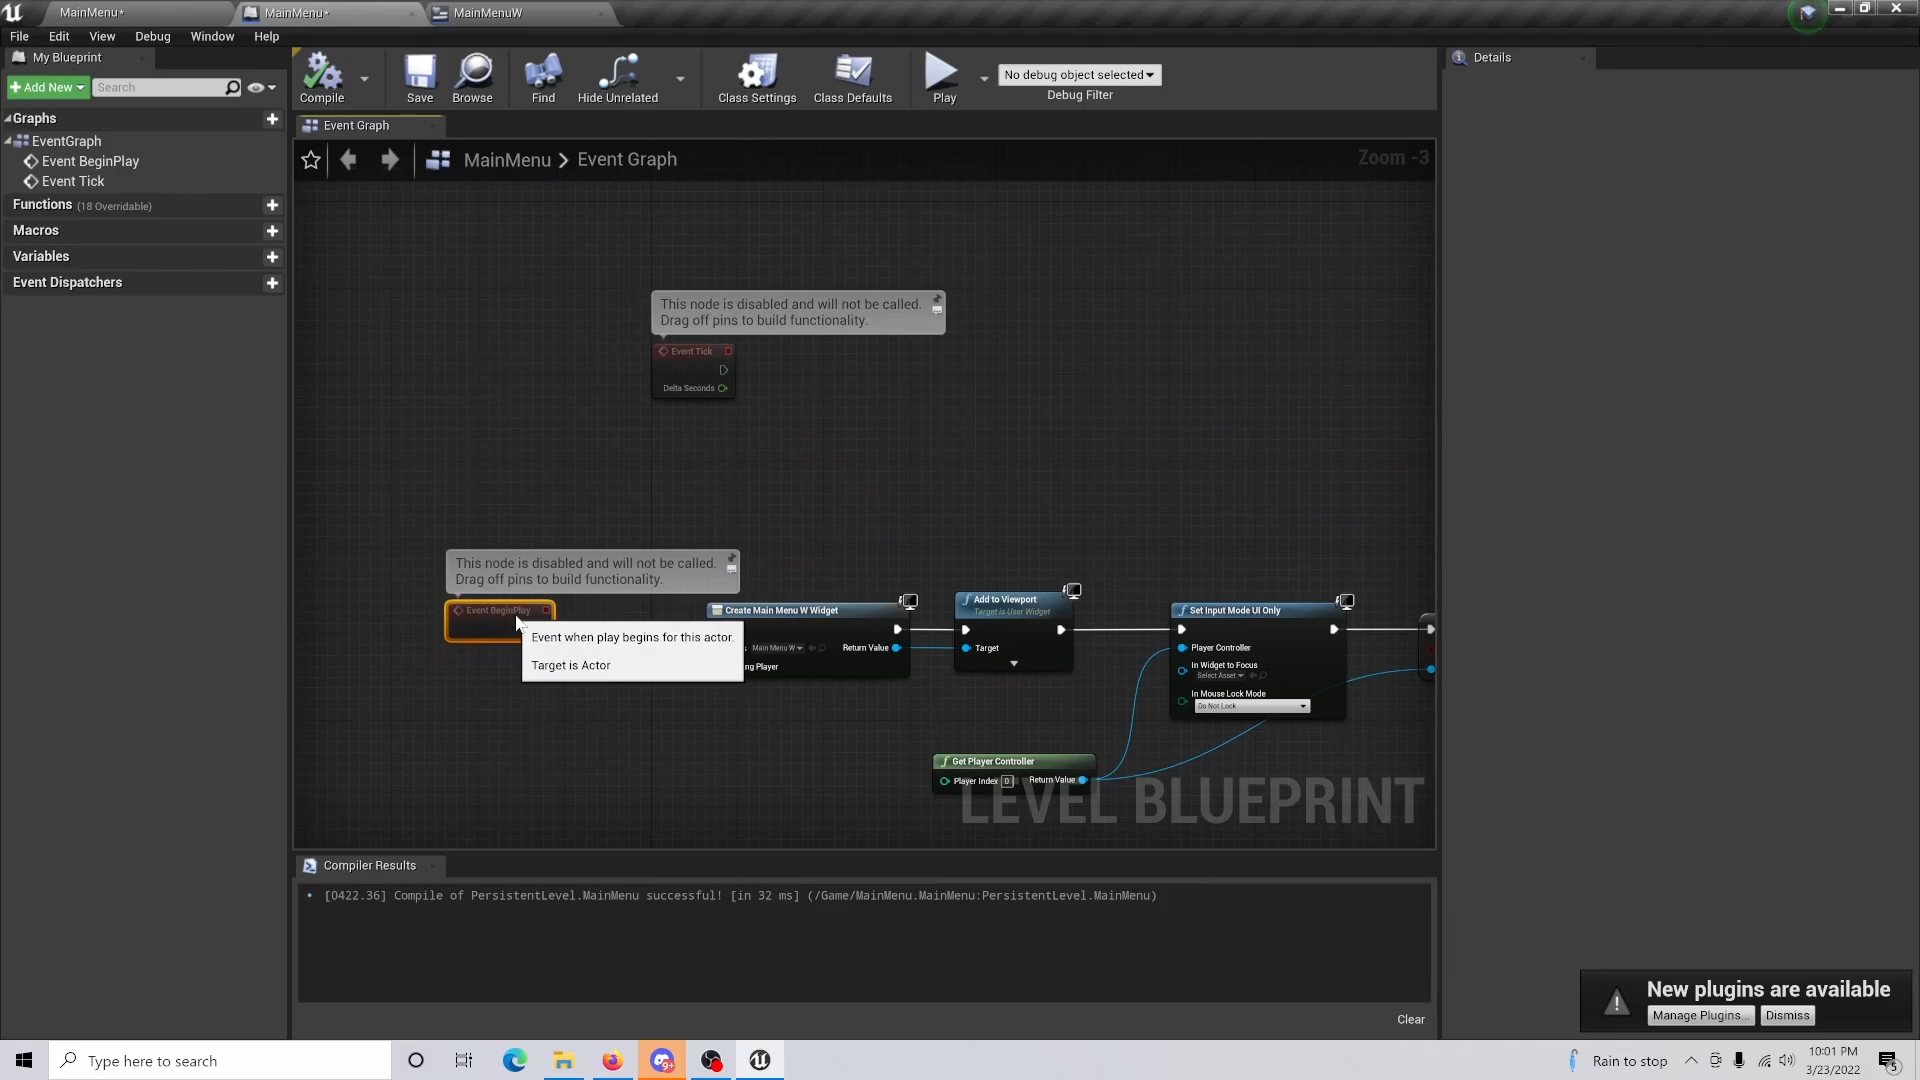 MainMenu*
MainMenu*
MainMenuW
File Edit View Debug Window Help
My Blueprint
Add New
Search
Graphs
EventGraph
Event BeginPlay
Event Tick
Functions (18 Overridable)
Macros
Variables
Event Dispatchers
Compile
Save
Browse
Find
Hide Unrelated
Class Settings
Class Defaults
Play
No debug object selected
Debug Filter
Details
Event Graph
MainMenu > Event Graph
Zoom -3
This node is disabled and will not be called.
Drag off pins to build functionality.
Event Tick
Delta Seconds
This node is disabled and will not be called.
Drag off pins to build functionality.
Event BeginPlay
Event when play begins for this actor.
Target is Actor
Create Main Menu W Widget
Main Menu W
Return Value
Add to Viewport
Target is User Widget
Target
Set Input Mode UI Only
Player Controller
In Widget to Focus
Select Asset
In Mouse Lock Mode
Do Not Lock
Get Player Controller
Player Index 0
Return Value
LEVEL BLUEPRINT
Compiler Results
• [0422.36] Compile of PersistentLevel.MainMenu successful! [in 32 ms] (/Game/MainMenu.MainMenu:PersistentLevel.MainMenu)
Clear
New plugins are available
Manage Plugins...
Dismiss
Type here to search
9+
Rain to stop
10:01 PM
3/23/2022
5